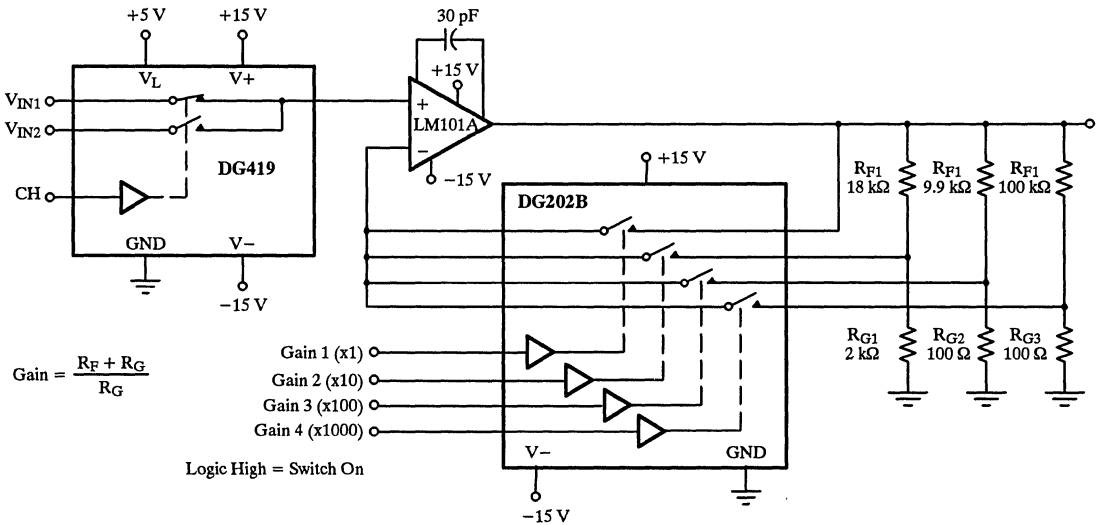 +5 V
+15 V
30 pF
V_L
V+
+15 V
V_IN1
V_IN2
+
LM101A
−
DG419
−15 V
CH
GND
V−
−15 V
+15 V
DG202B
R_F1
18 kΩ
R_F1
9.9 kΩ
R_F1
100 kΩ
R_G1
2 kΩ
R_G2
100 Ω
R_G3
100 Ω
Gain = R_F + R_G
R_G
Gain 1 (x1)
Gain 2 (x10)
Gain 3 (x100)
Gain 4 (x1000)
Logic High = Switch On
V−
GND
−15 V